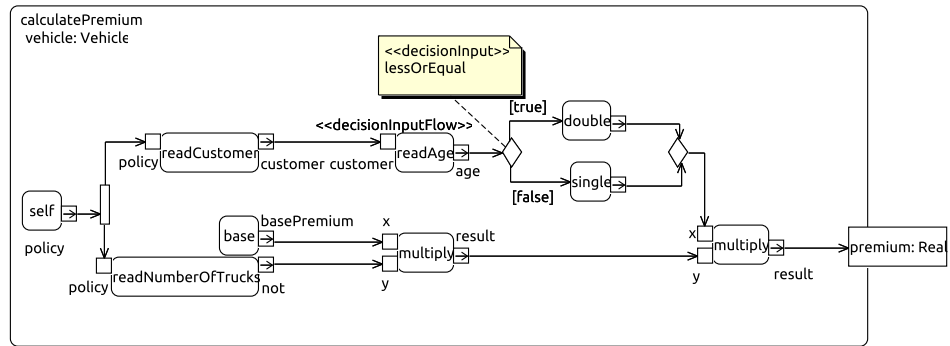 calculatePremium
vehicle: Vehicle
<<decisionInput>>
lessOrEqual
[true]
double
<<decisionInputFlow>>
policy
readCustomer
customer
customer
readAge
age
[false]
single
self
policy
base
basePremium
x
multiply
result
y
policy
readNumberOfTrucks
not
x
multiply
y
result
premium: Real